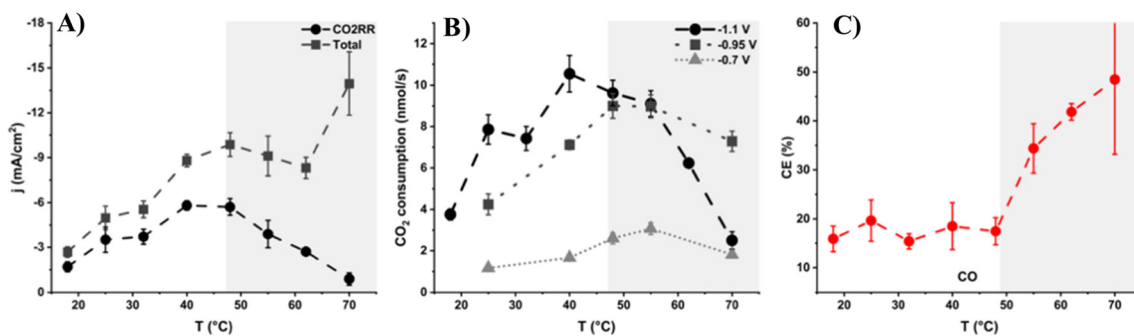 A)
CO2RR
Total
-18
-15
-12
-9
-6
-3
0
j (mA/cm²)
20 30 40 50 60 70
T (°C)
B)
-1.1 V
-0.95 V
-0.7 V
12
10
8
6
4
2
0
CO₂ consumption (nmol/s)
20 30 40 50 60 70
T (°C)
C)
60
50
40
30
20
10
CE (%)
CO
20 30 40 50 60 70
T (°C)